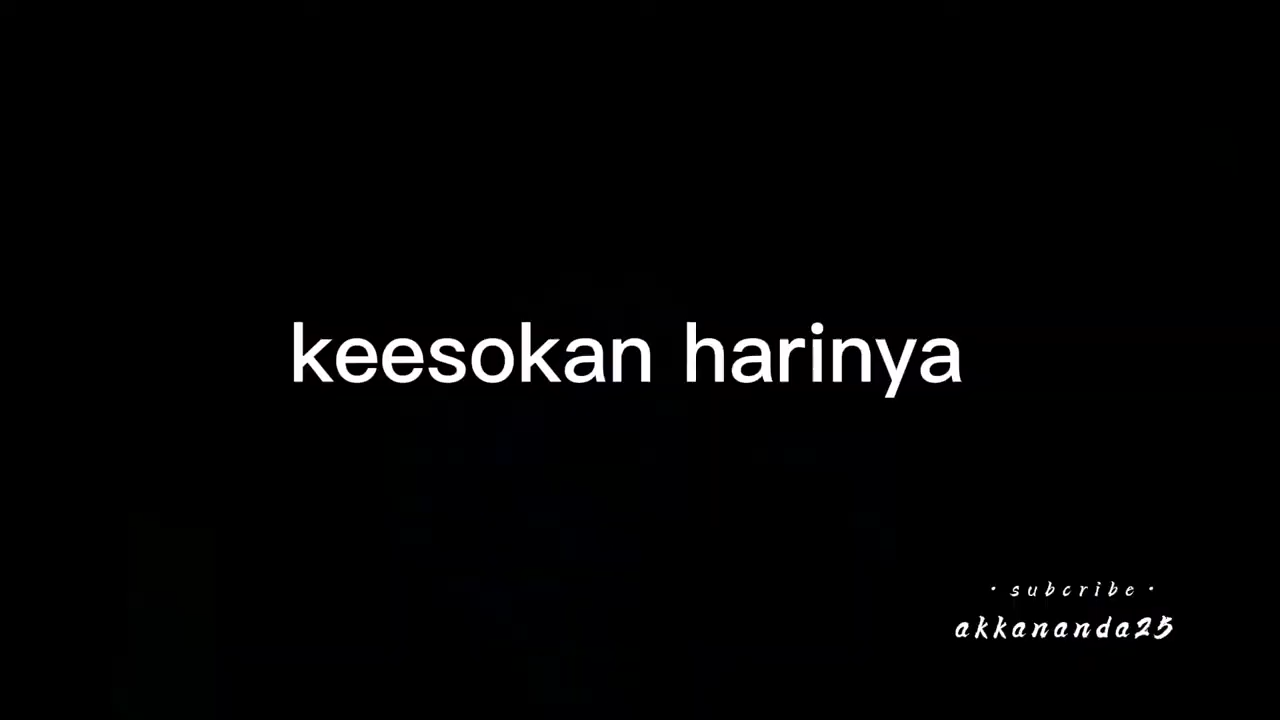 keesokan harinya
• subcribe •
akkananda25